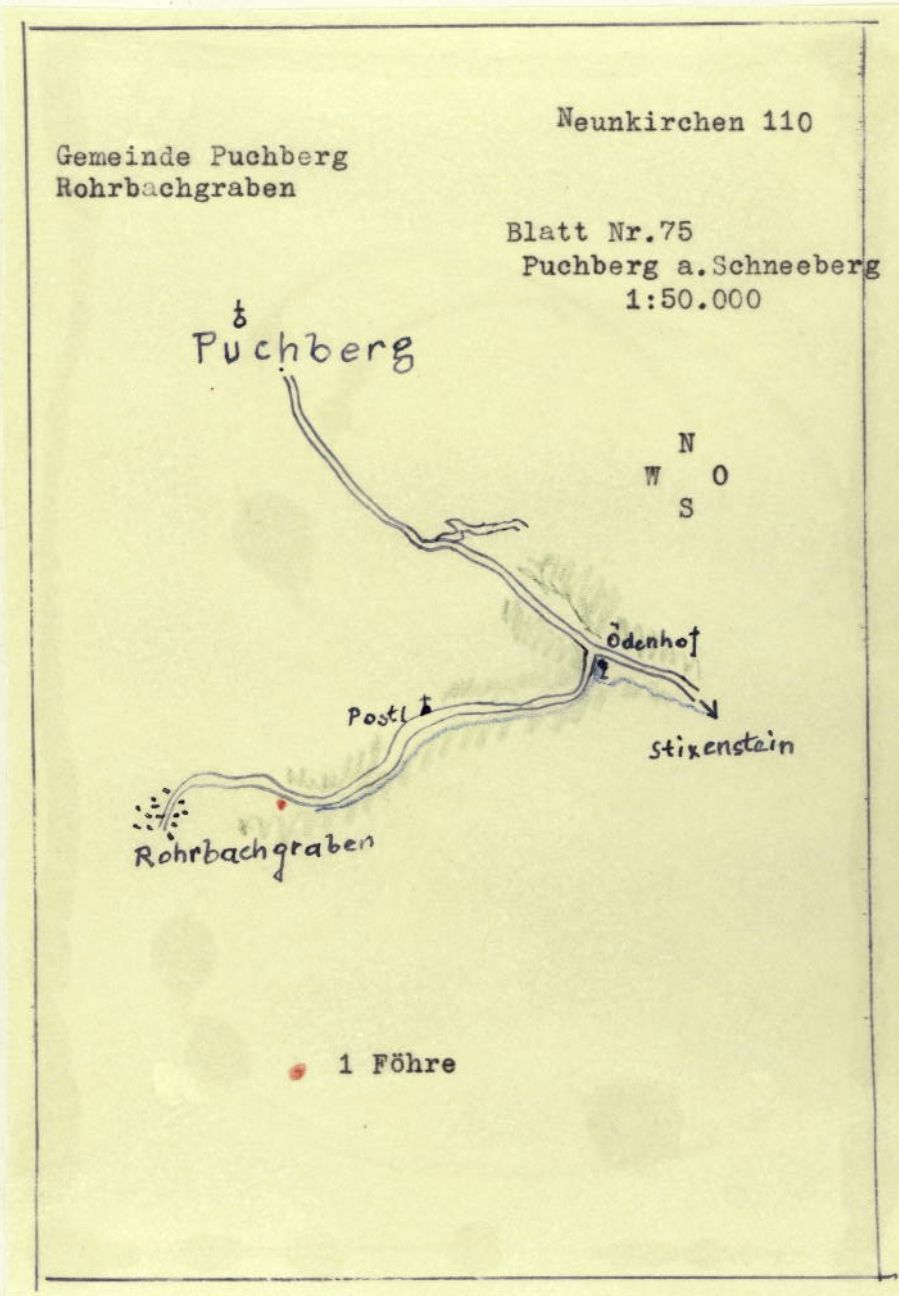 Neunkirchen 110
Gemeinde Puchberg
Rohrbachgraben
Blatt Nr.75
Puchberg a.Schneeberg
1:50.000
Puchberg
N
W O
S
Ödenhof
Postl
Stixenstein
Rohrbachgraben
1 Föhre